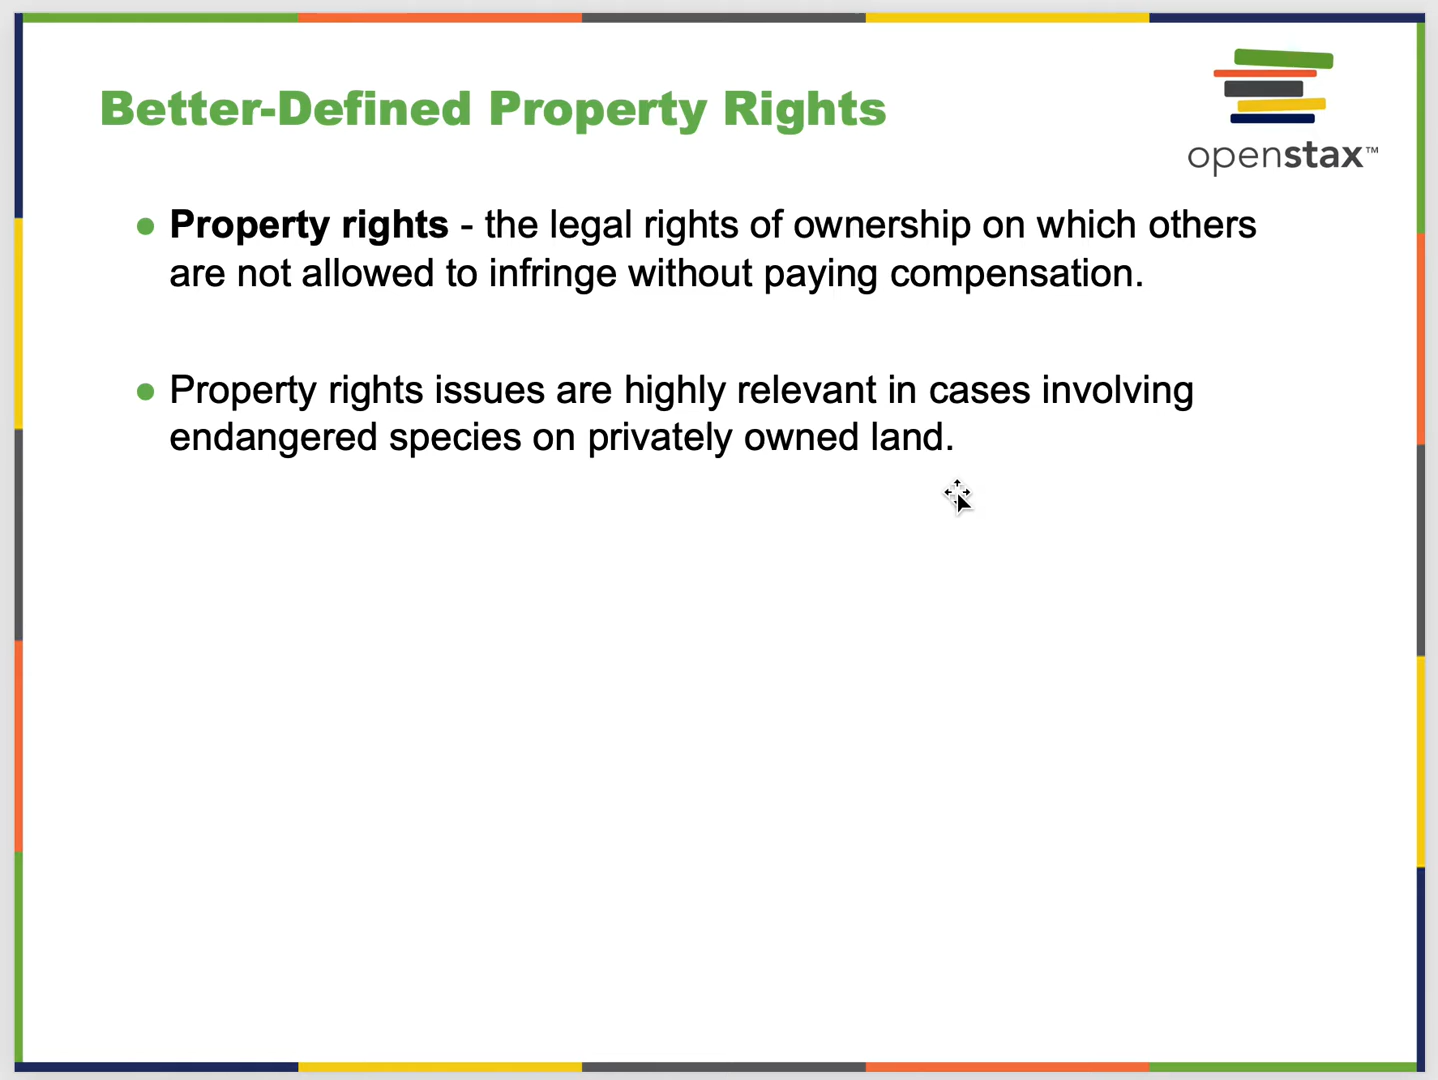 Better-Defined Property Rights
openstax™
● Property rights - the legal rights of ownership on which others
are not allowed to infringe without paying compensation.
● Property rights issues are highly relevant in cases involving
endangered species on privately owned land.